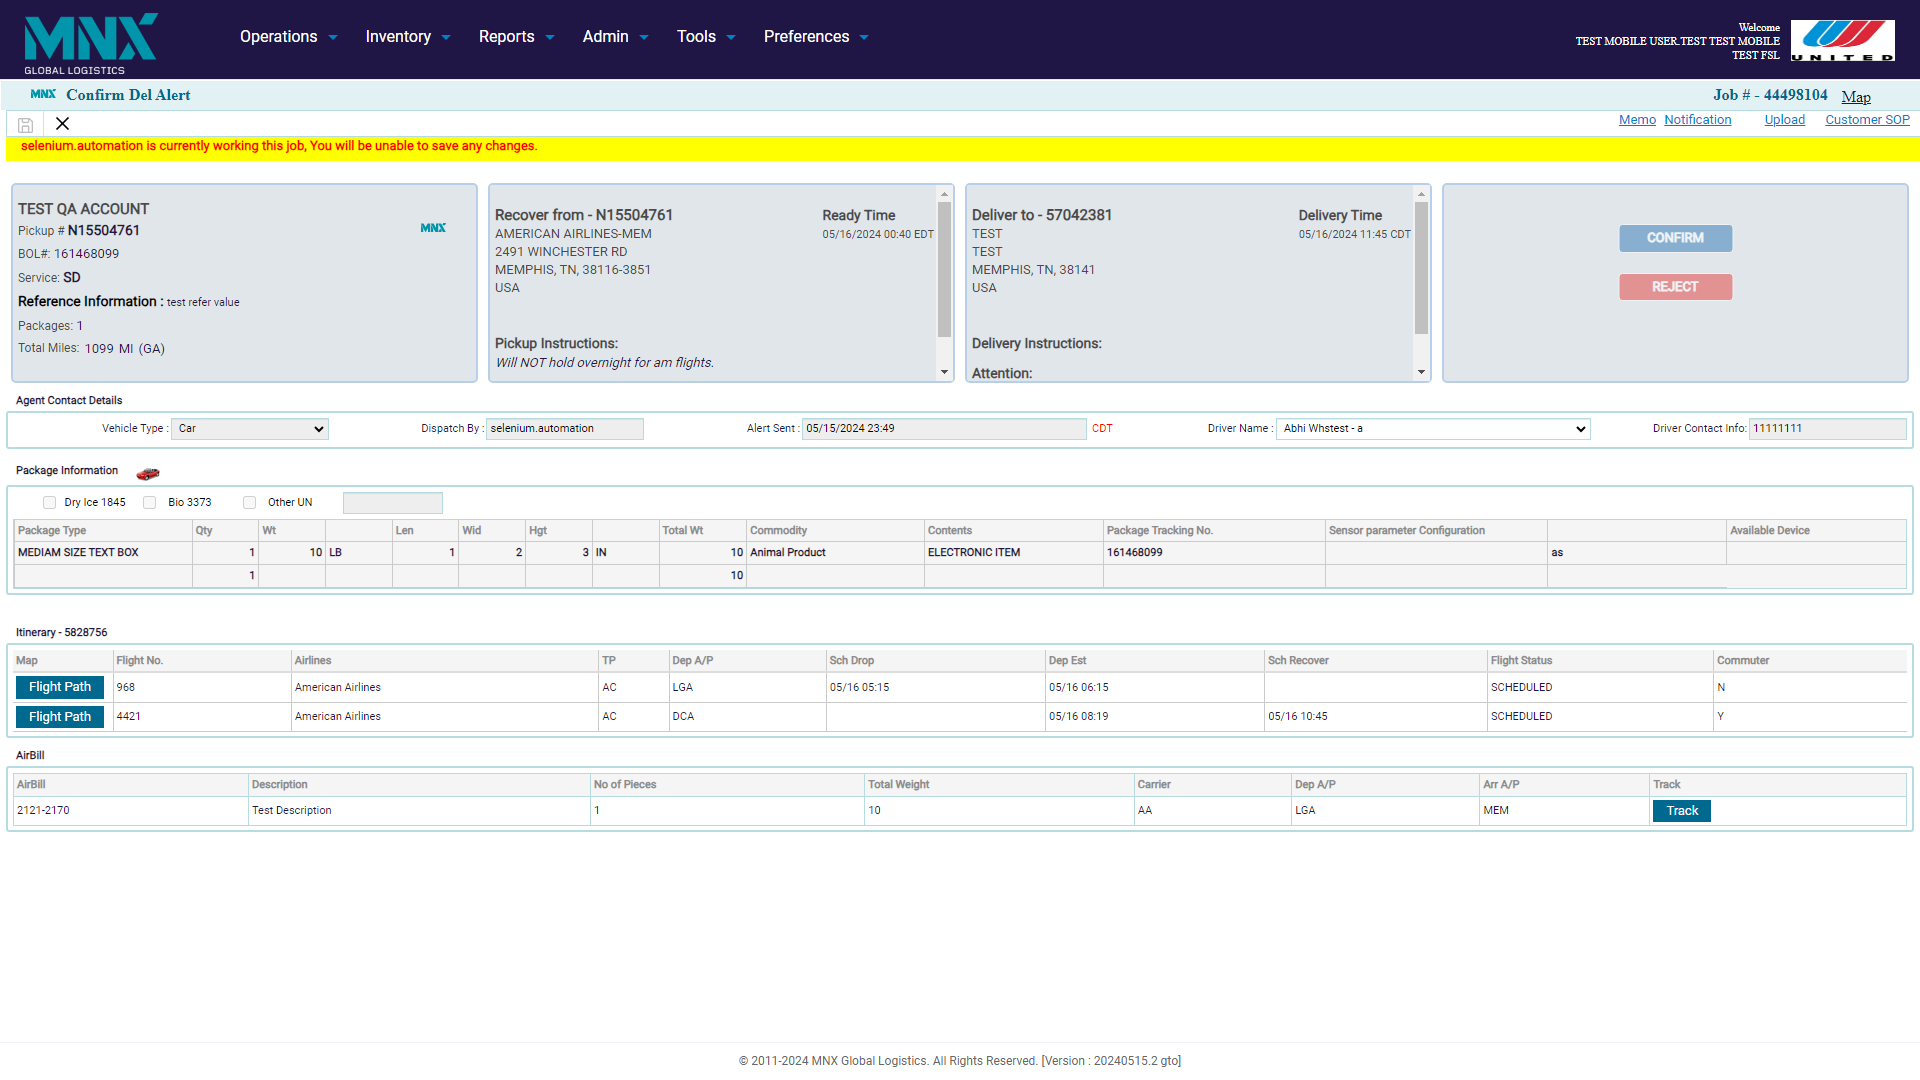 MNX
GLOBAL LOGISTICS
Operations Inventory Reports Admin Tools Preferences
Welcome
TEST MOBILE USER.TEST TEST MOBILE
TEST FSL
UNITED
MNX Confirm Del Alert
Job # - 44498104 Map
Memo Notification Upload Customer SOP
selenium.automation is currently working this job, You will be unable to save any changes.
TEST QA ACCOUNT
Pickup # N15504761
MNX
BOL#: 161468099
Service: SD
Reference Information : test refer value
Packages: 1
Total Miles: 1099 MI (GA)
Recover from - N15504761
AMERICAN AIRLINES-MEM
2491 WINCHESTER RD
MEMPHIS, TN, 38116-3851
USA
Ready Time
05/16/2024 00:40 EDT
Pickup Instructions:
Will NOT hold overnight for am flights.
Deliver to - 57042381
TEST
TEST
MEMPHIS, TN, 38141
USA
Delivery Time
05/16/2024 11:45 CDT
Delivery Instructions:
Attention:
CONFIRM
REJECT
Agent Contact Details
Vehicle Type : Car Dispatch By : selenium.automation Alert Sent : 05/15/2024 23:49 CDT Driver Name : Abhi Whstest - a Driver Contact Info: 11111111
Package Information
Dry Ice 1845 Bio 3373 Other UN
Package Type Qty Wt Len Wid Hgt Total Wt Commodity Contents Package Tracking No. Sensor parameter Configuration Available Device
MEDIAM SIZE TEXT BOX 1 10 LB 1 2 3 IN 10 Animal Product ELECTRONIC ITEM 161468099 as
1 10
Itinerary - 5828756
Map Flight No. Airlines TP Dep A/P Sch Drop Dep Est Sch Recover Flight Status Commuter
Flight Path 968 American Airlines AC LGA 05/16 05:15 05/16 06:15 SCHEDULED N
Flight Path 4421 American Airlines AC DCA 05/16 08:19 05/16 10:45 SCHEDULED Y
AirBill
AirBill Description No of Pieces Total Weight Carrier Dep A/P Arr A/P Track
2121-2170 Test Description 1 10 AA LGA MEM Track
© 2011-2024 MNX Global Logistics. All Rights Reserved. [Version : 20240515.2 gto]